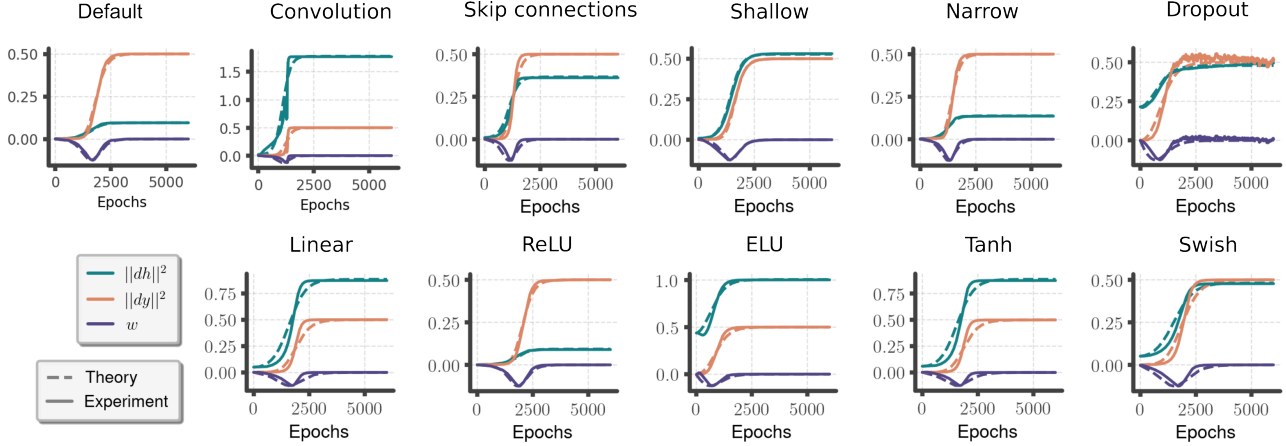 Default Convolution Skip connections Shallow Narrow Dropout
0.50 0.25 0.00
0 2500 5000
Epochs
1.5 1.0 0.5 0.0
0 2500 5000
Epochs
0.50 0.25 0.00
0 2500 5000
Epochs
0.50 0.25 0.00
0 2500 5000
Epochs
0.50 0.25 0.00
0 2500 5000
Epochs
0.50 0.25 0.00
0 2500 5000
Epochs
||dh||²
||dy||²
w
Theory
Experiment
Linear ReLU ELU Tanh Swish
0.75 0.50 0.25 0.00
0 2500 5000
Epochs
0.50 0.25 0.00
0 2500 5000
Epochs
1.0 0.5 0.0
0 2500 5000
Epochs
0.75 0.50 0.25 0.00
0 2500 5000
Epochs
0.50 0.25 0.00
0 2500 5000
Epochs